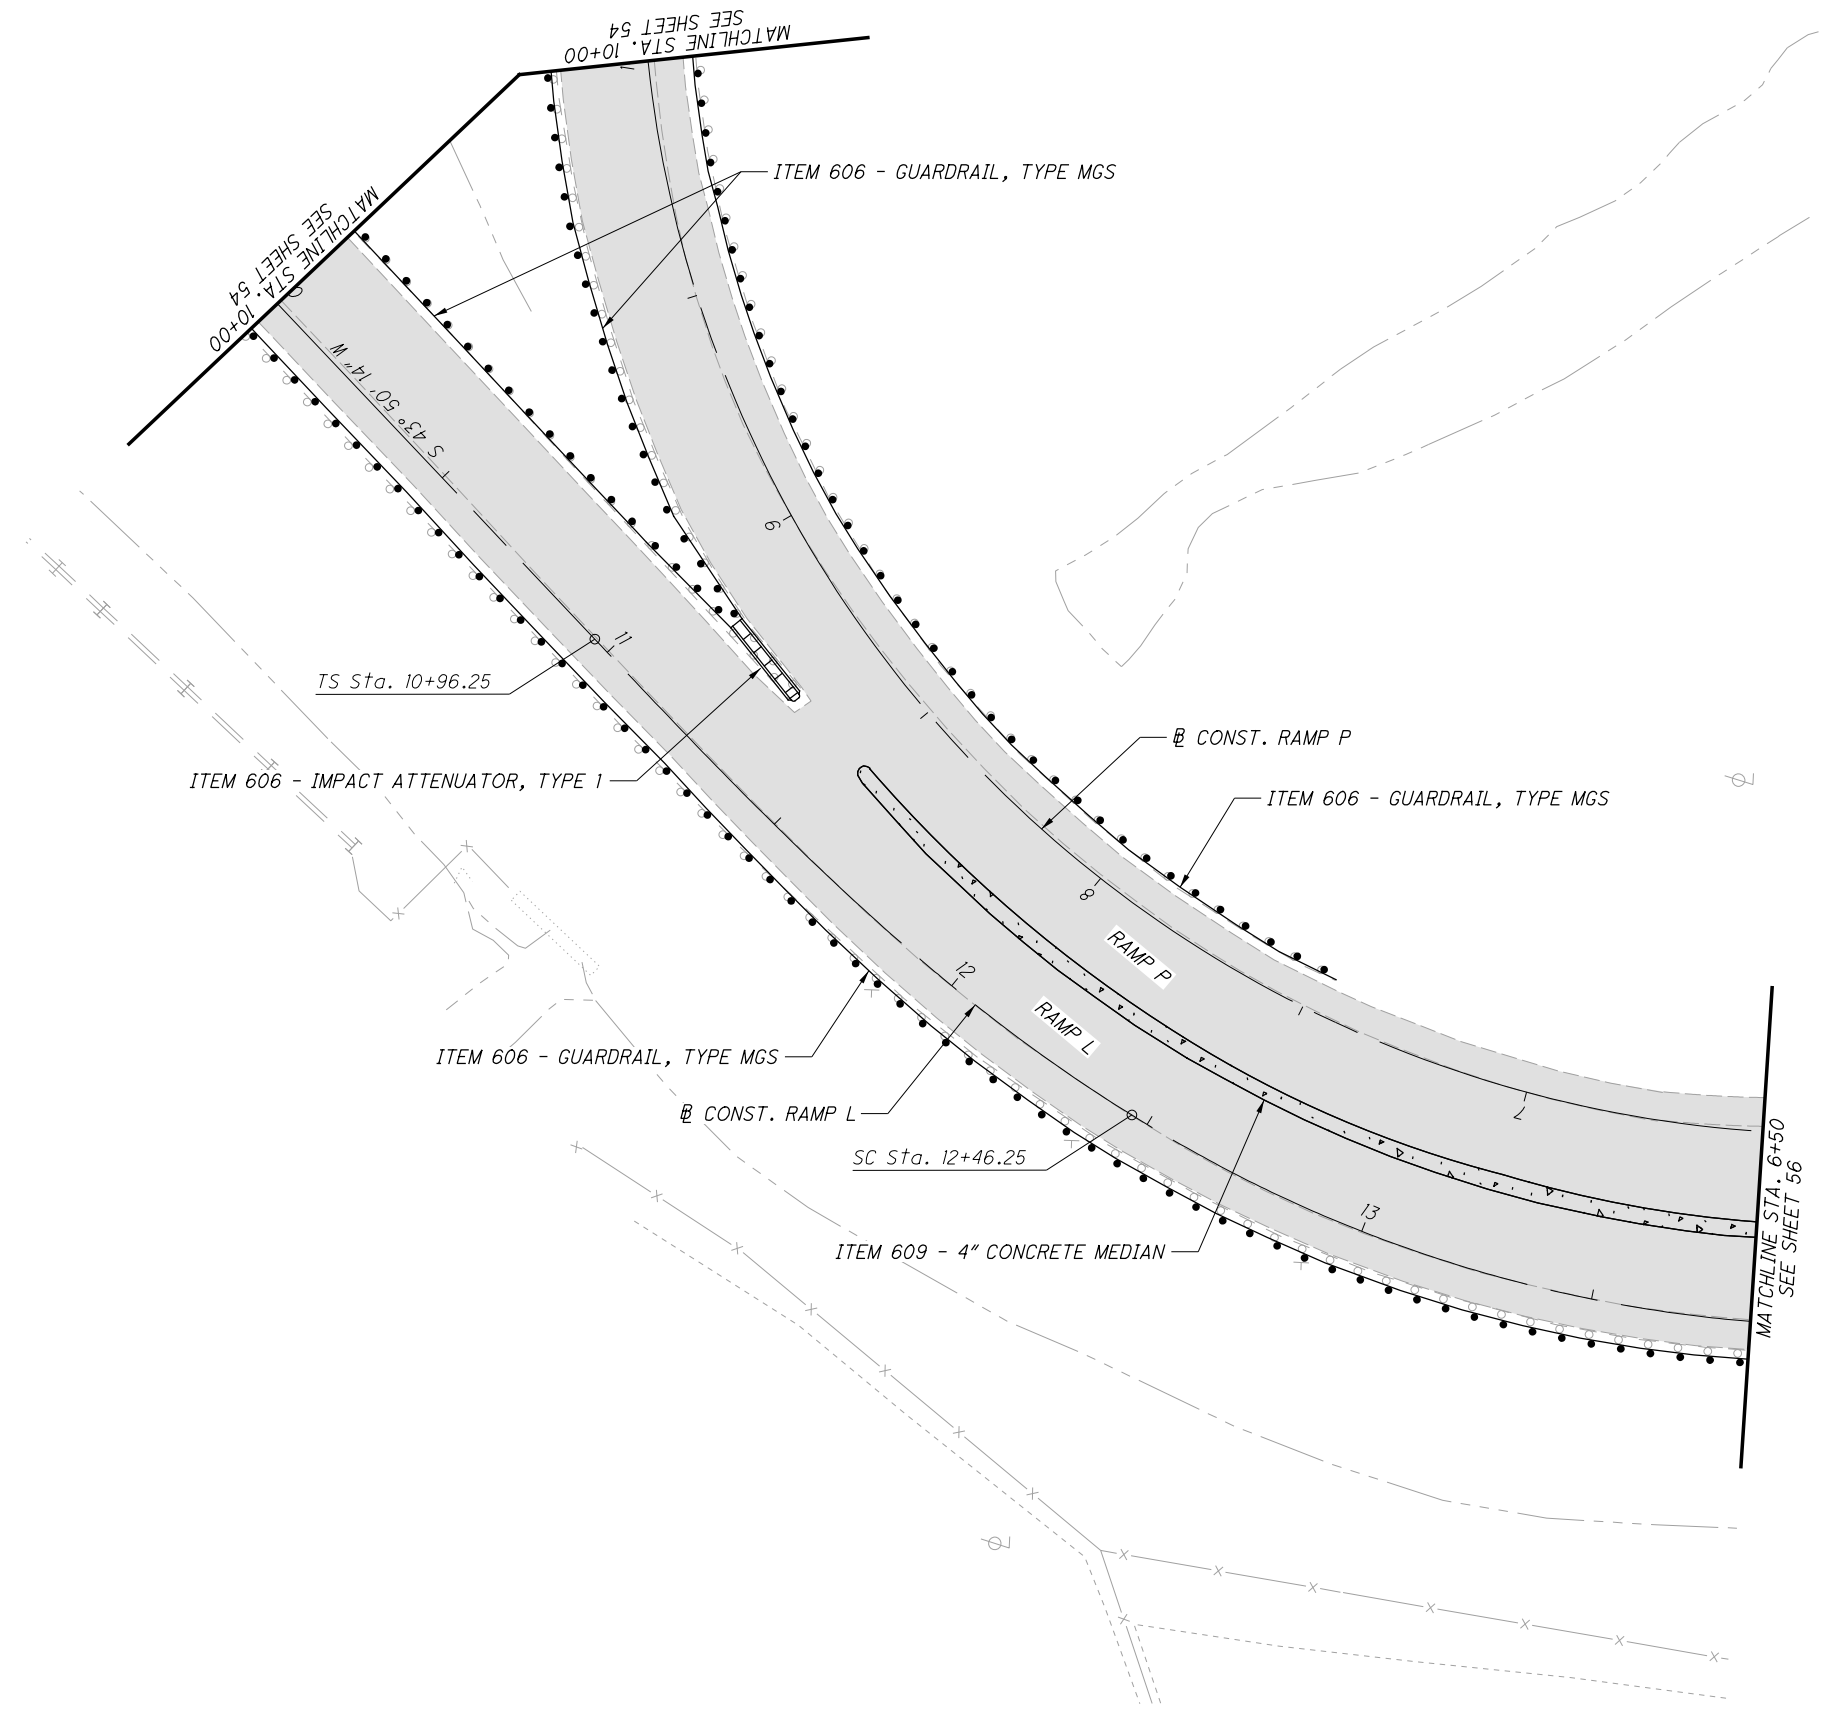 MATCHLINE STA. 10+00
SEE SHEET 54
MATCHLINE STA. 10+00
SEE SHEET 54
ITEM 606 - GUARDRAIL, TYPE MGS
S 43° 50' 14" W
9
11
TS Sta. 10+96.25
ITEM 606 - IMPACT ATTENUATOR, TYPE 1
℄ CONST. RAMP P
ITEM 606 - GUARDRAIL, TYPE MGS
8
RAMP P
12
RAMP L
ITEM 606 - GUARDRAIL, TYPE MGS
℄ CONST. RAMP L
7
SC Sta. 12+46.25
13
ITEM 609 - 4" CONCRETE MEDIAN
MATCHLINE STA. 6+50
SEE SHEET 56